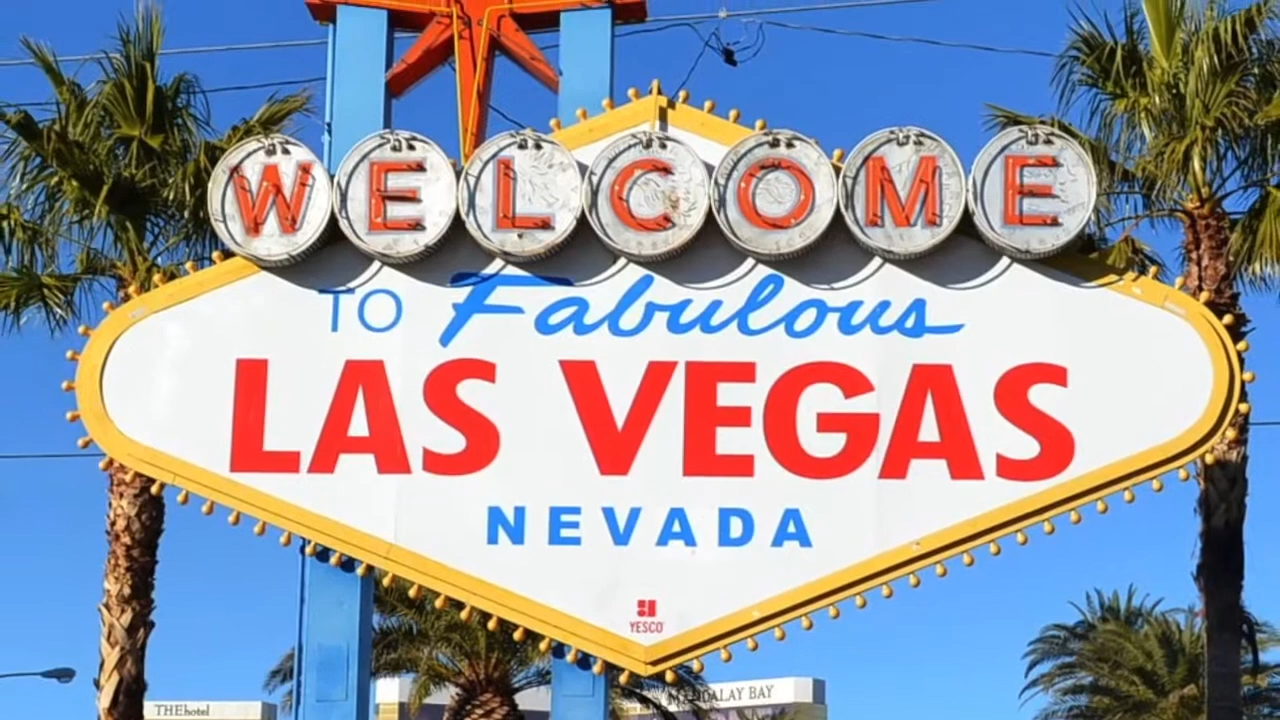 WELCOME
TO Fabulous
LAS VEGAS
NEVADA
YESCO
THEhotel
MANDALAY BAY